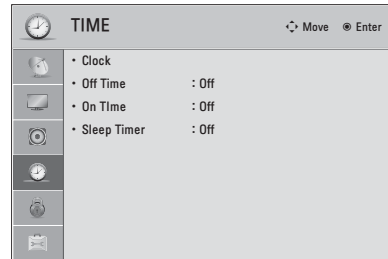 TIME Move Enter
• Clock
• Off Time : Off
• On TIme : Off
• Sleep Timer : Off